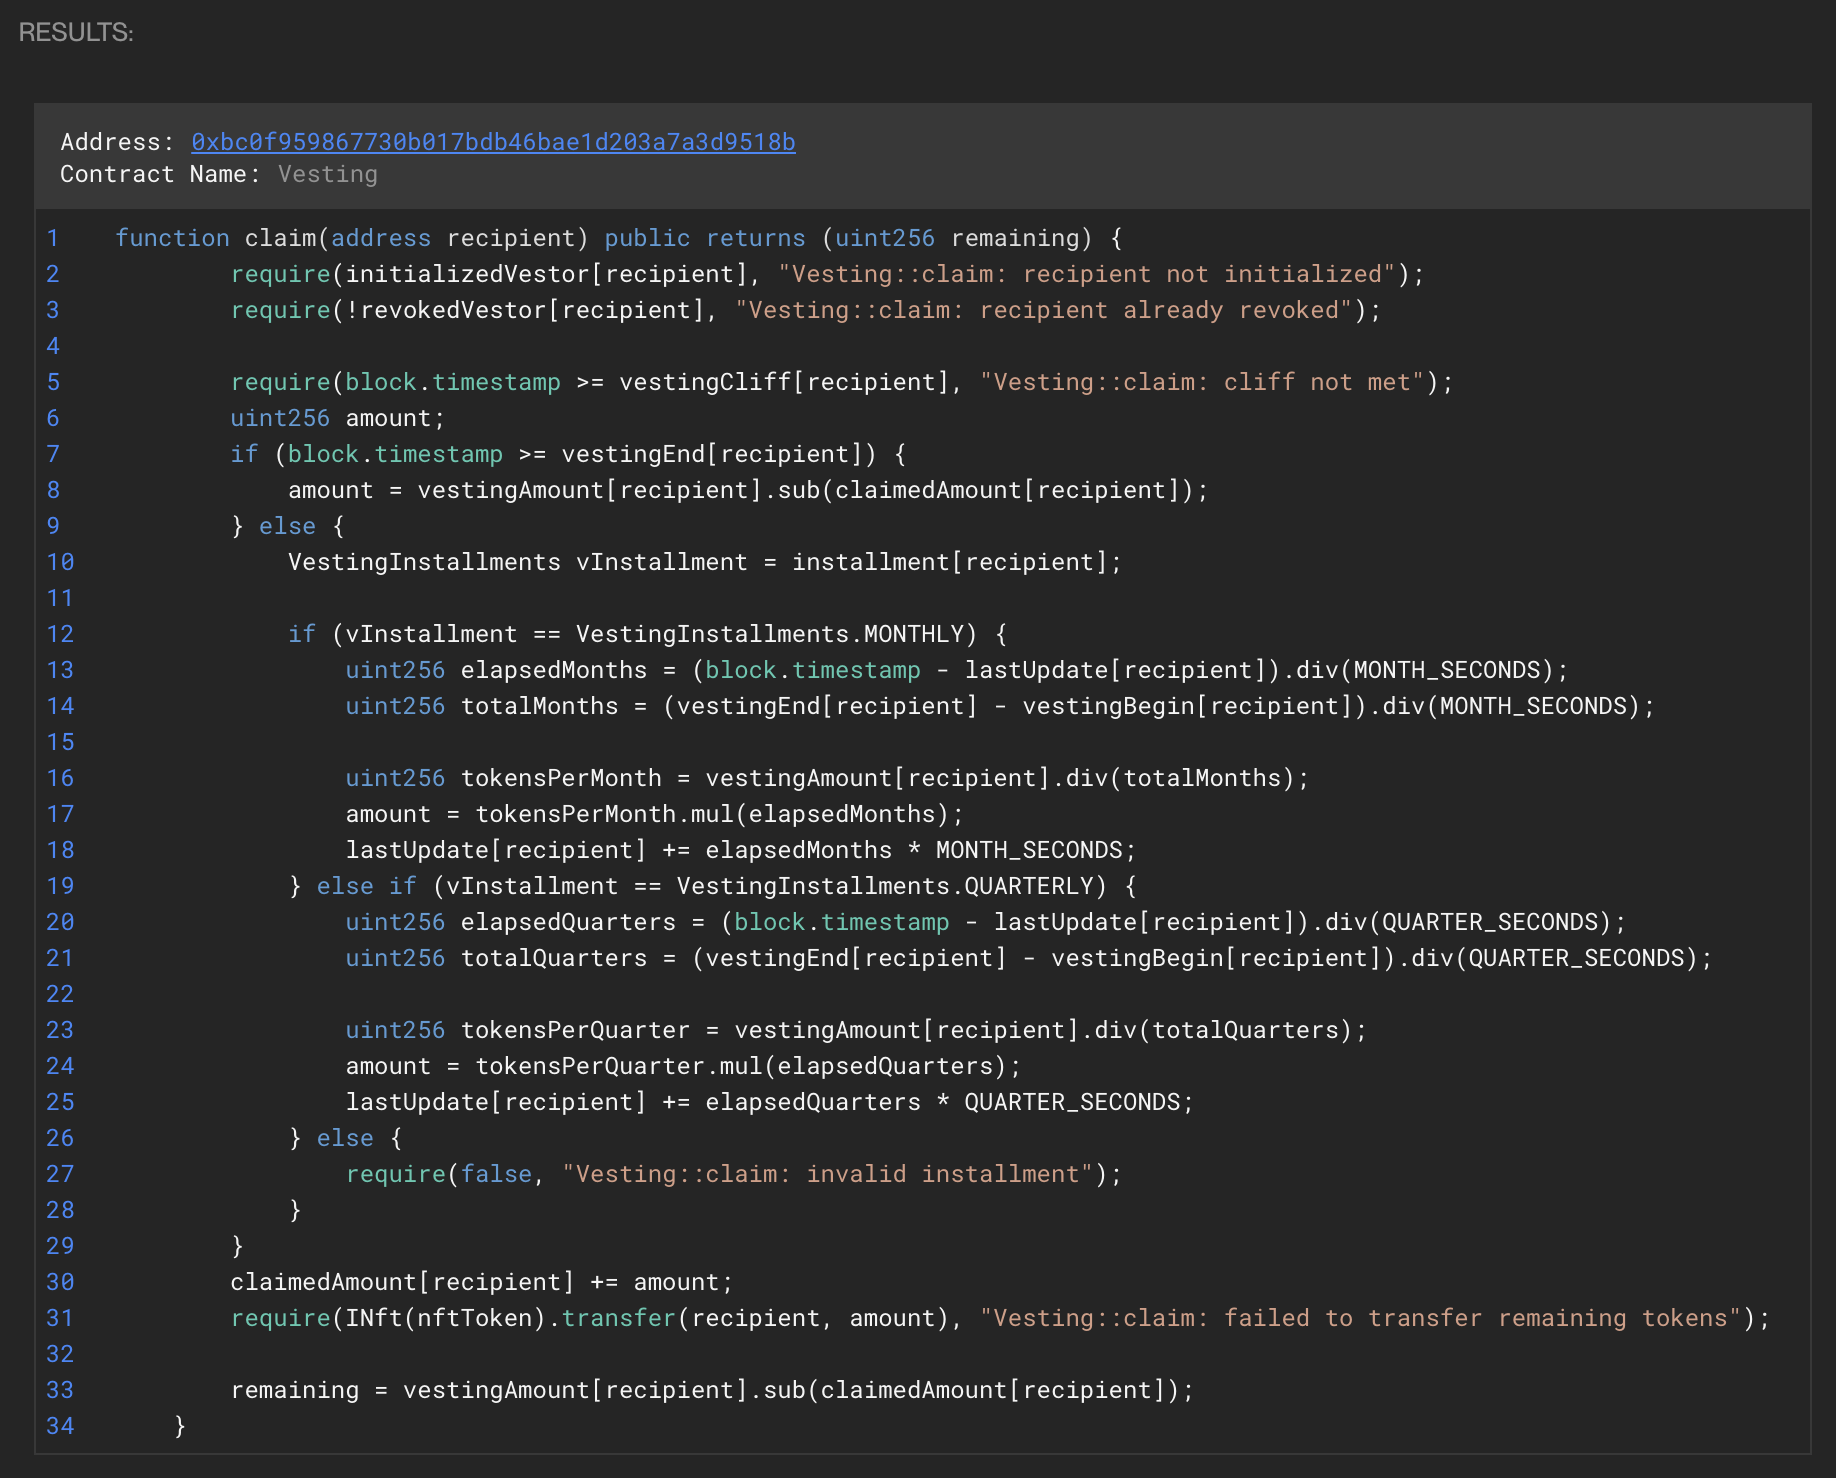 RESULTS:
Address: 0xbc0f959867730b017bdb46bae1d203a7a3d9518b
Contract Name: Vesting
1 function claim(address recipient) public returns (uint256 remaining) {
2 require(initializedVestor[recipient], "Vesting::claim: recipient not initialized");
3 require(!revokedVestor[recipient], "Vesting::claim: recipient already revoked");
4
5 require(block.timestamp >= vestingCliff[recipient], "Vesting::claim: cliff not met");
6 uint256 amount;
7 if (block.timestamp >= vestingEnd[recipient]) {
8 amount = vestingAmount[recipient].sub(claimedAmount[recipient]);
9 } else {
10 VestingInstallments vInstallment = installment[recipient];
11
12 if (vInstallment == VestingInstallments.MONTHLY) {
13 uint256 elapsedMonths = (block.timestamp - lastUpdate[recipient]).div(MONTH_SECONDS);
14 uint256 totalMonths = (vestingEnd[recipient] - vestingBegin[recipient]).div(MONTH_SECONDS);
15
16 uint256 tokensPerMonth = vestingAmount[recipient].div(totalMonths);
17 amount = tokensPerMonth.mul(elapsedMonths);
18 lastUpdate[recipient] += elapsedMonths * MONTH_SECONDS;
19 } else if (vInstallment == VestingInstallments.QUARTERLY) {
20 uint256 elapsedQuarters = (block.timestamp - lastUpdate[recipient]).div(QUARTER_SECONDS);
21 uint256 totalQuarters = (vestingEnd[recipient] - vestingBegin[recipient]).div(QUARTER_SECONDS);
22
23 uint256 tokensPerQuarter = vestingAmount[recipient].div(totalQuarters);
24 amount = tokensPerQuarter.mul(elapsedQuarters);
25 lastUpdate[recipient] += elapsedQuarters * QUARTER_SECONDS;
26 } else {
27 require(false, "Vesting::claim: invalid installment");
28 }
29 }
30 claimedAmount[recipient] += amount;
31 require(INft(nftToken).transfer(recipient, amount), "Vesting::claim: failed to transfer remaining tokens");
32
33 remaining = vestingAmount[recipient].sub(claimedAmount[recipient]);
34 }